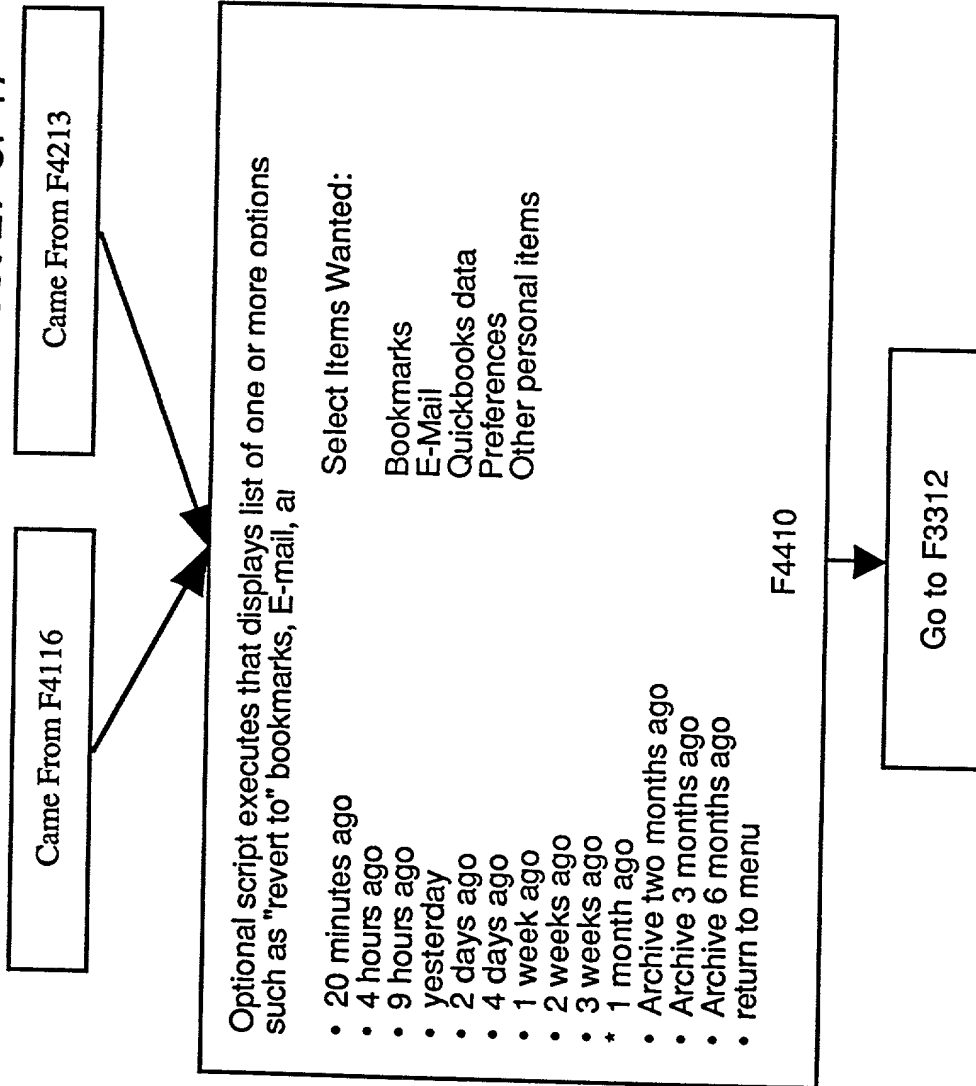 Came From F4116
Came From F4213
Optional script executes that displays list of one or more options
such as "revert to" bookmarks, E-mail,
• 20 minutes ago
• 4 hours ago
• 9 hours ago
• yesterday
• 2 days ago
• 4 days ago
• 1 week ago
• 2 weeks ago
• 3 weeks ago
* 1 month ago
• Archive two months ago
• Archive 3 months ago
• Archive 6 months ago
• return to menu
Select Items Wanted:
Bookmarks
E-Mail
Quickbooks data
Preferences
Other personal items
F4410
Go to F3312